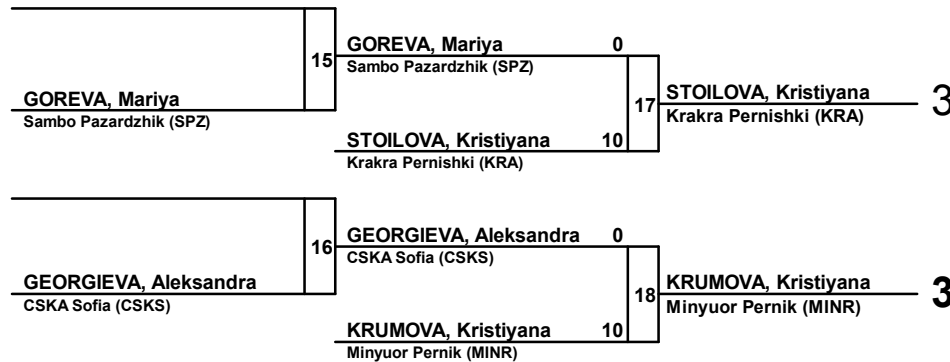 15
GOREVA, Mariya 0
Sambo Pazardzhik (SPZ)
GOREVA, Mariya
Sambo Pazardzhik (SPZ)
17
STOILOVA, Kristiyana 3
Krakra Pernishki (KRA)
STOILOVA, Kristiyana 10
Krakra Pernishki (KRA)
16
GEORGIEVA, Aleksandra 0
CSKA Sofia (CSKS)
GEORGIEVA, Aleksandra
CSKA Sofia (CSKS)
18
KRUMOVA, Kristiyana 3
Minyuor Pernik (MINR)
KRUMOVA, Kristiyana 10
Minyuor Pernik (MINR)